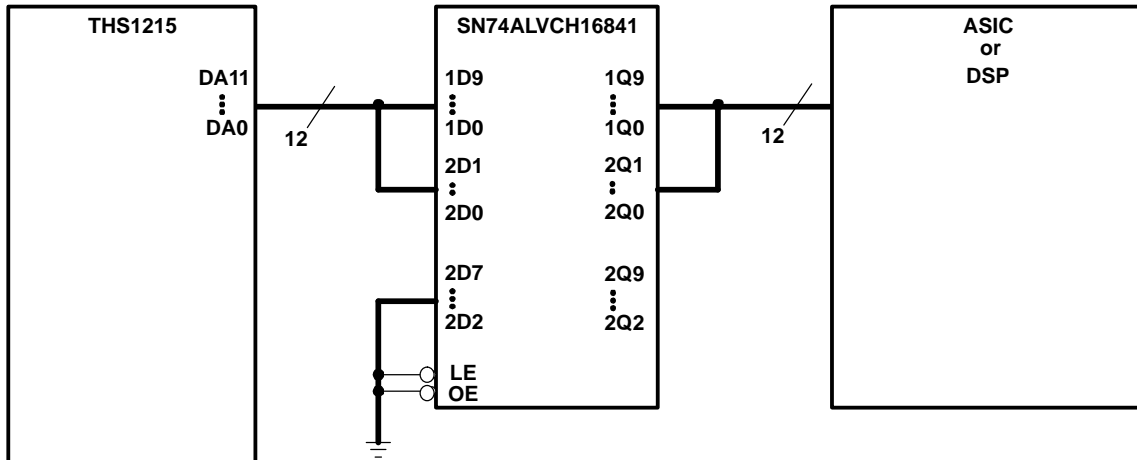 THS1215
DA11
DA0
12
SN74ALVCH16841
1D9
1D0
2D1
2D0
2D7
2D2
LE
OE
1Q9
1Q0
2Q1
2Q0
2Q9
2Q2
12
ASIC
or
DSP